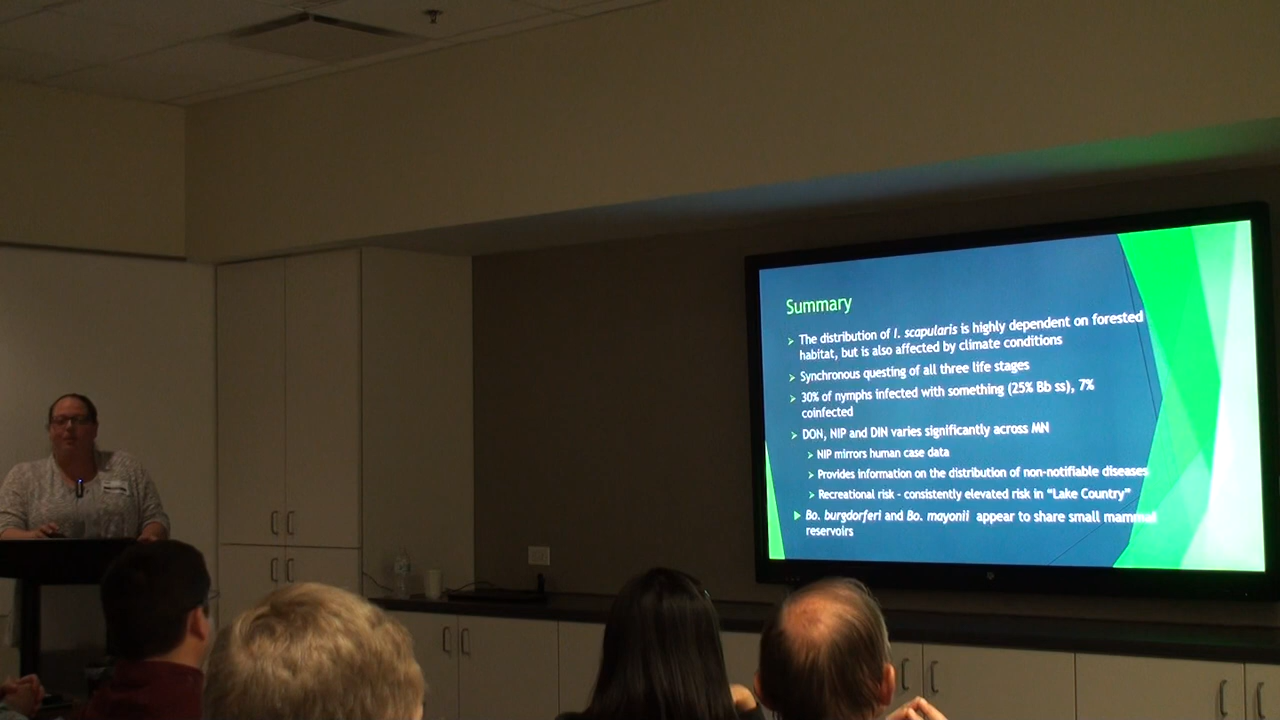 Summary
The distribution of I. scapularis is highly dependent on forested
habitat, but is also affected by climate conditions
Synchronous questing of all three life stages
30% of nymphs infected with something (25% Bb ss), 7%
coinfected
DON, NIP and DIN varies significantly across MN
NIP mirrors human case data
Provides information on the distribution of non-notifiable diseases
Recreational risk - consistently elevated risk in "Lake Country"
Bo. burgdorferi and Bo. mayonii appear to share small mammal
reservoirs